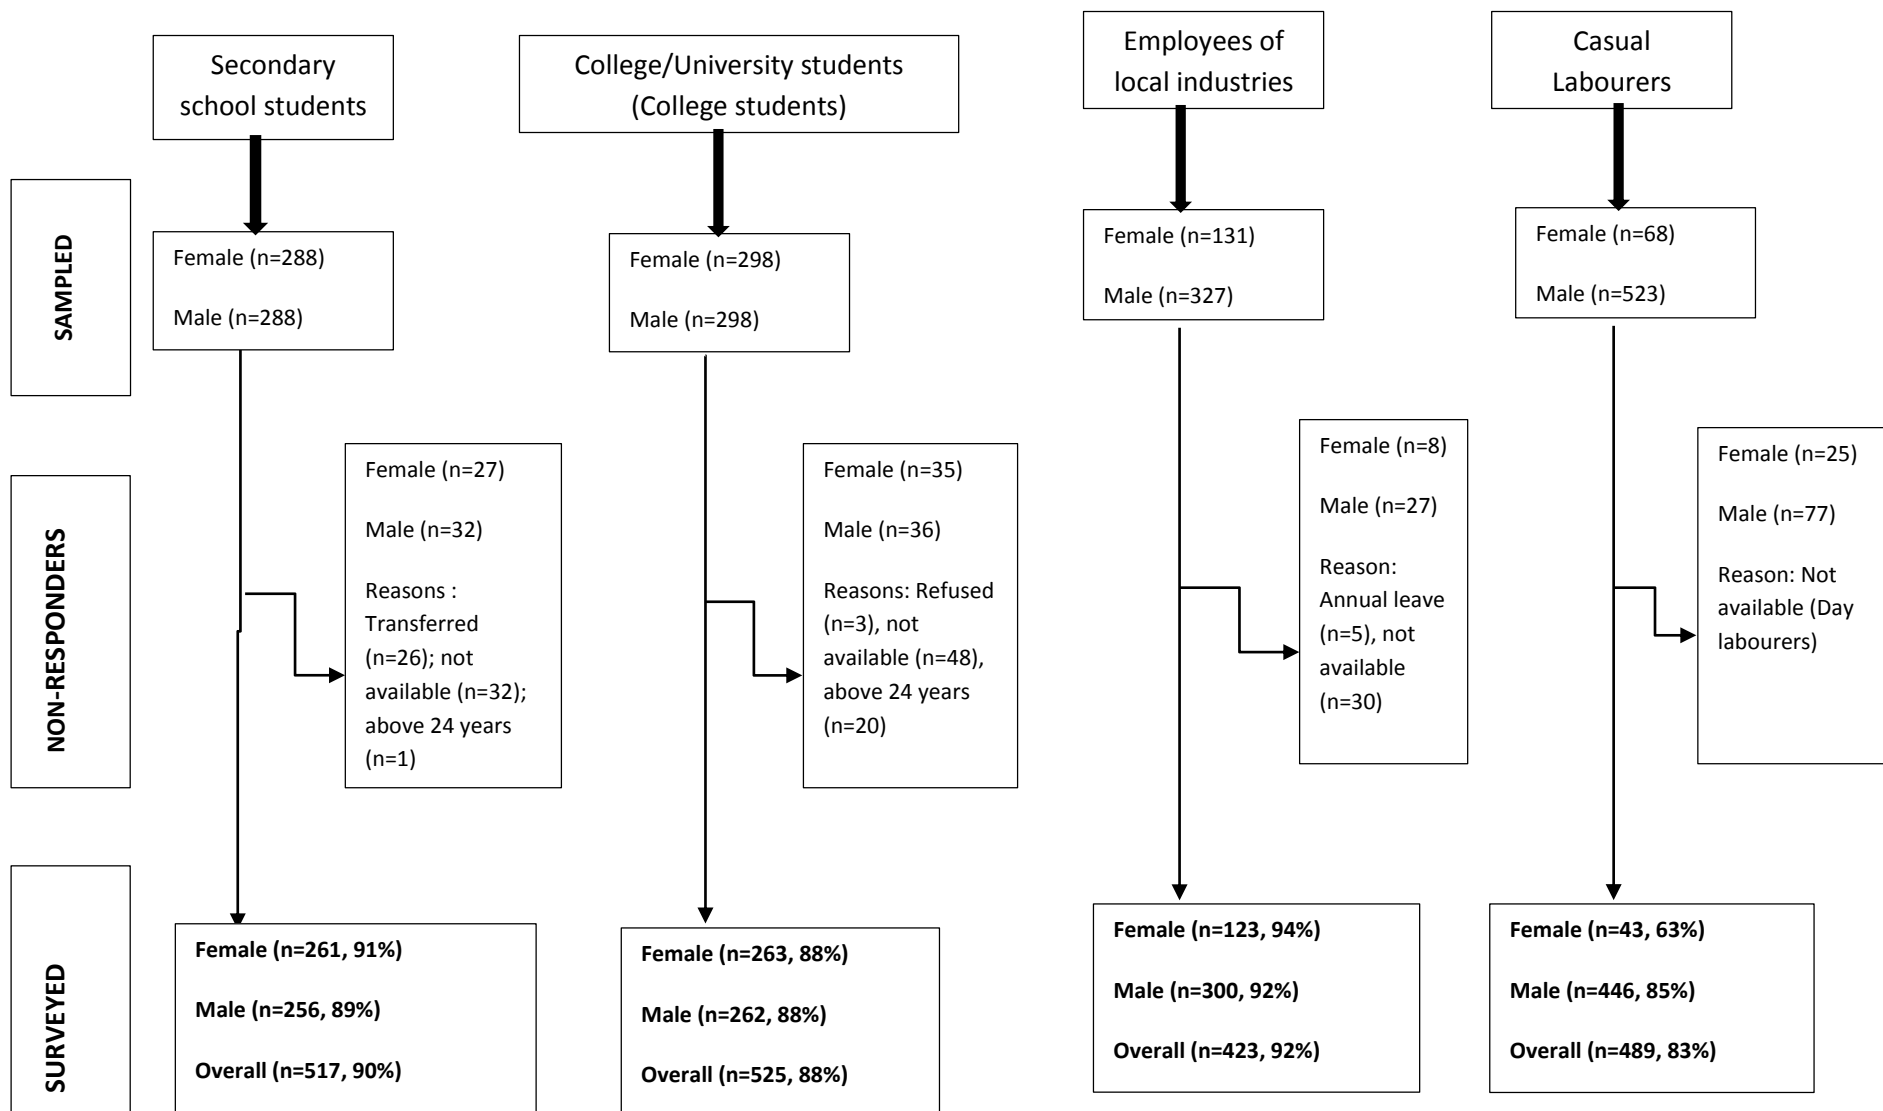 Secondary
school students
College/University students
(College students)
Employees of
local industries
Casual
Labourers
SAMPLED
Female (n=288)
Male (n=288)
Female (n=298)
Male (n=298)
Female (n=131)
Male (n=327)
Female (n=68)
Male (n=523)
NON-RESPONDERS
Female (n=27)
Male (n=32)
Reasons :
Transferred
(n=26); not
available (n=32);
above 24 years
(n=1)
Female (n=35)
Male (n=36)
Reasons: Refused
(n=3), not
available (n=48),
above 24 years
(n=20)
Female (n=8)
Male (n=27)
Reason:
Annual leave
(n=5), not
available
(n=30)
Female (n=25)
Male (n=77)
Reason: Not
available (Day
labourers)
SURVEYED
Female (n=261, 91%)
Male (n=256, 89%)
Overall (n=517, 90%)
Female (n=263, 88%)
Male (n=262, 88%)
Overall (n=525, 88%)
Female (n=123, 94%)
Male (n=300, 92%)
Overall (n=423, 92%)
Female (n=43, 63%)
Male (n=446, 85%)
Overall (n=489, 83%)